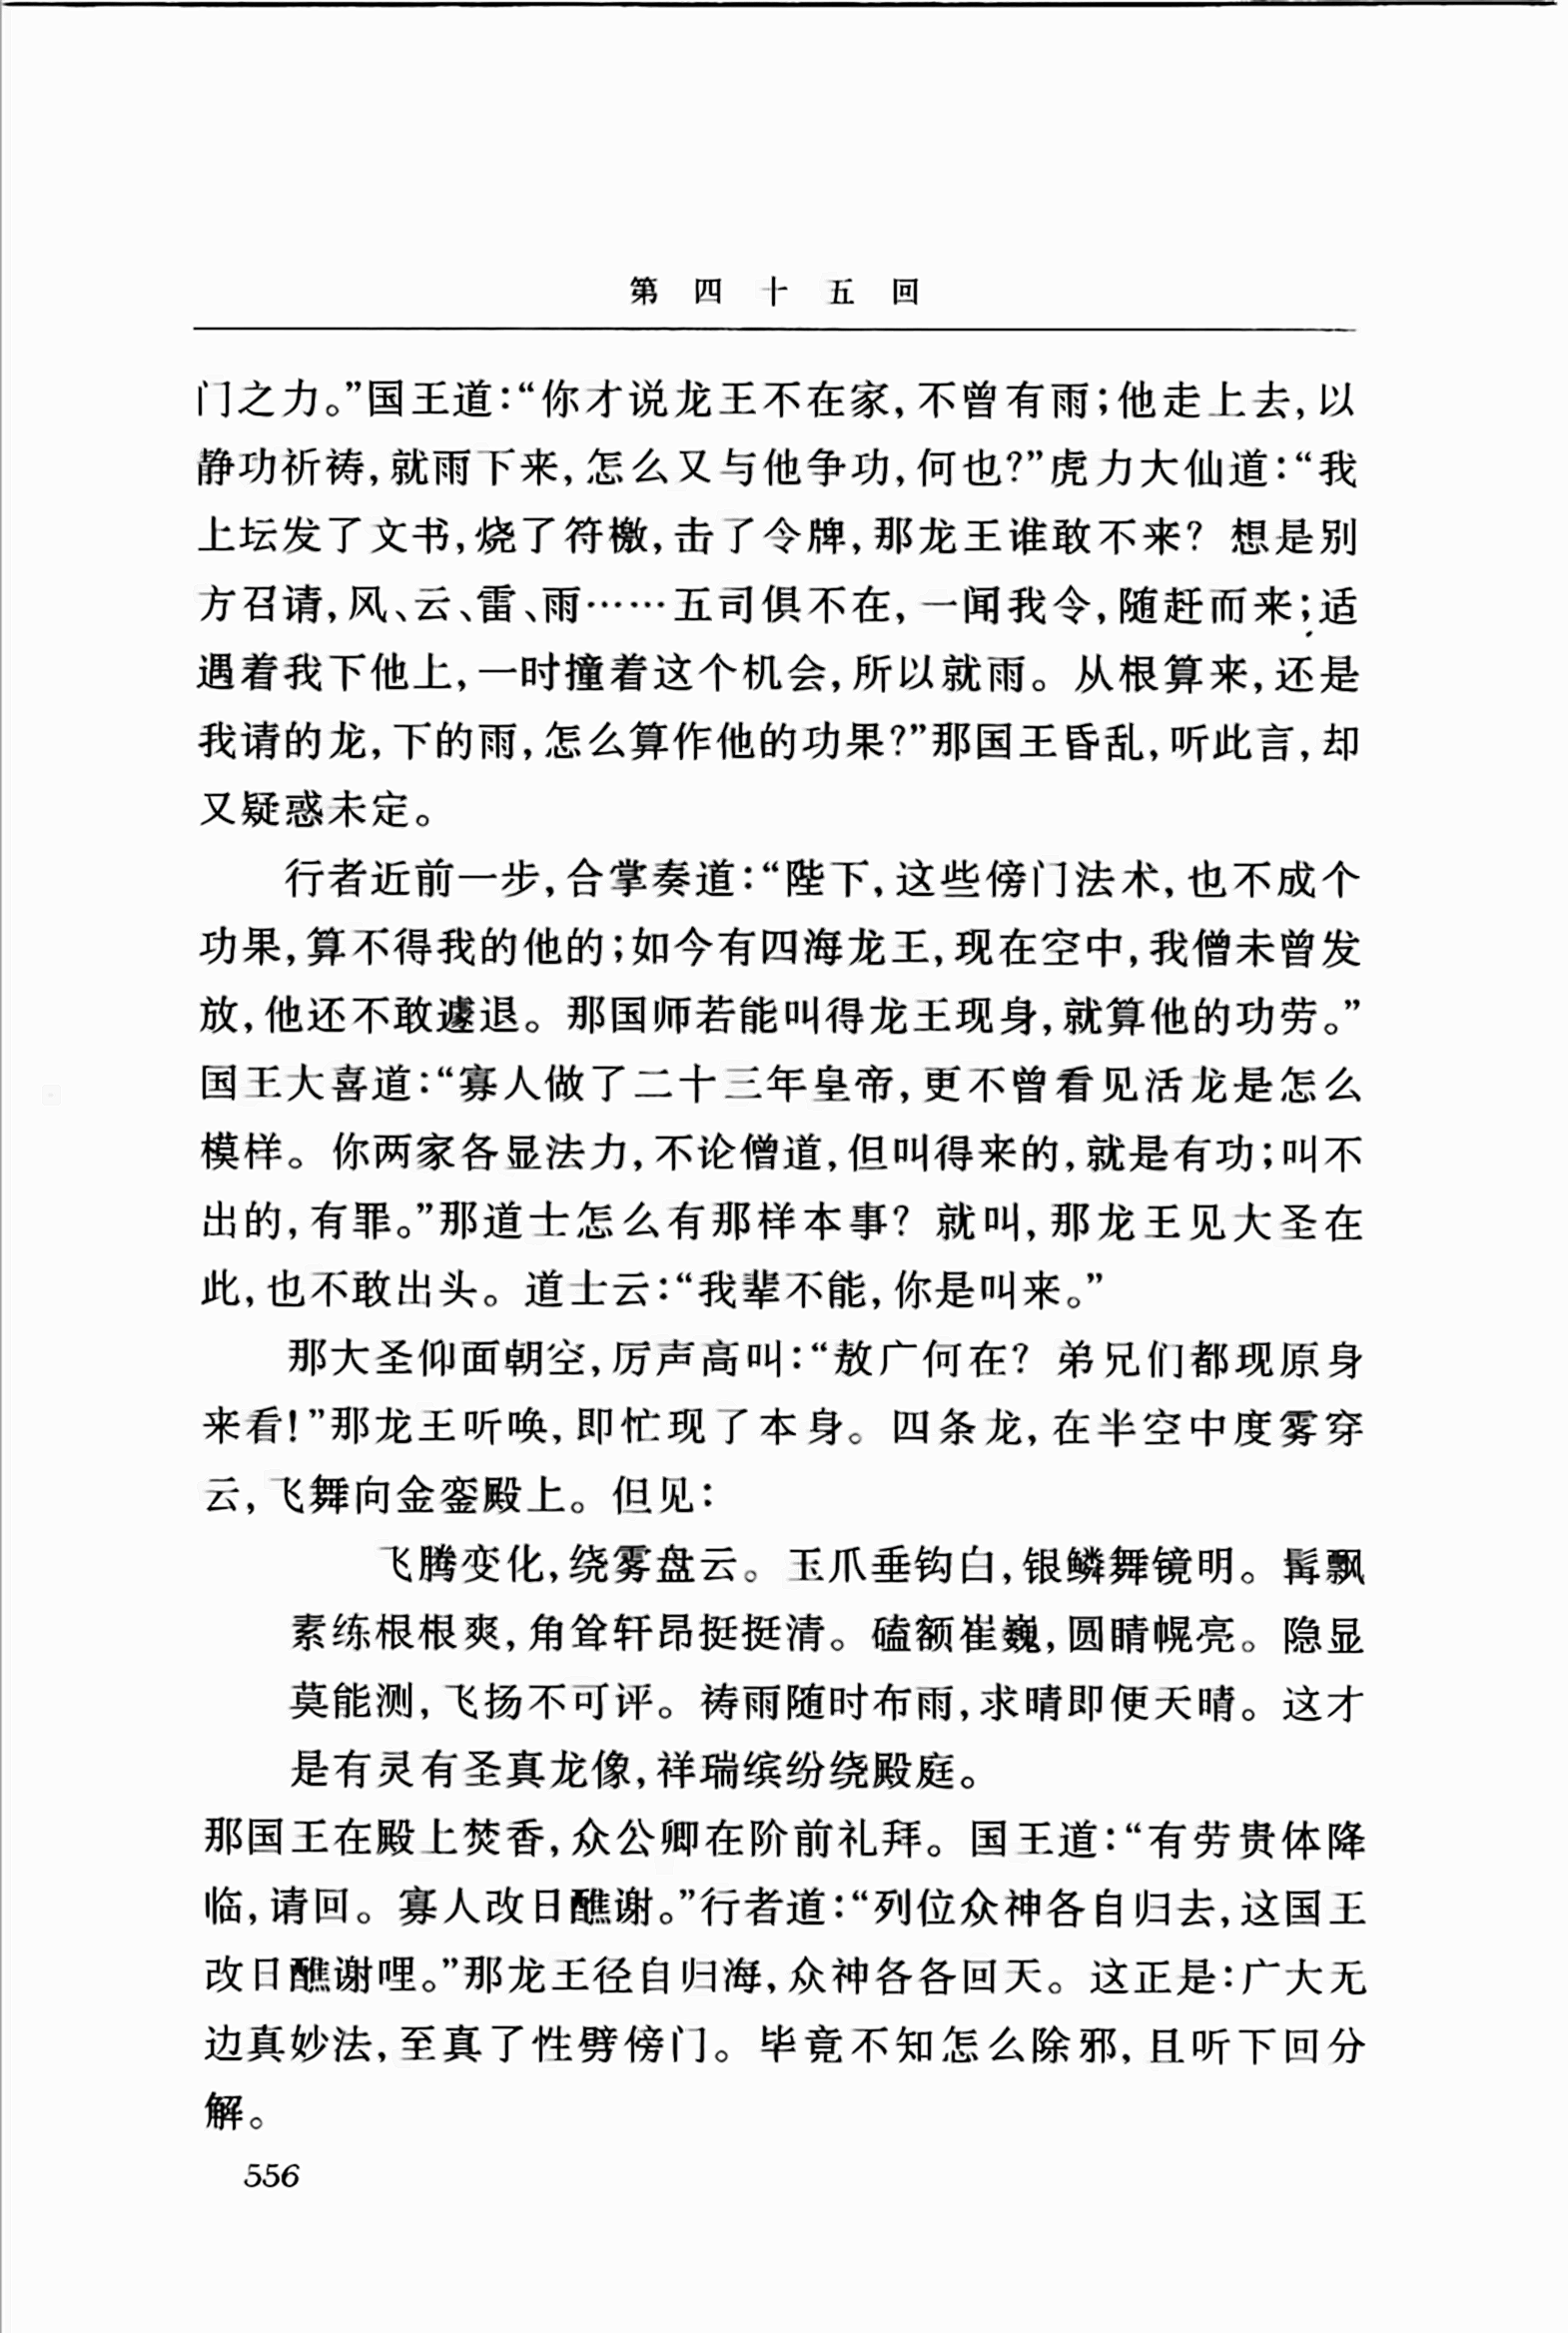 第四十五回
门之力。”国王道：“你才说龙王不在家，不曾有雨；他走上去，以
静功祈祷，就雨下来，怎么又与他争功，何也？”虎力大仙道：“我
上坛发了文书，烧了符檄，击了令牌，那龙王谁敢不来？想是别
方召请，风、云、雷、雨……五司俱不在，一闻我令，随赶而来；适
遇着我下他上，一时撞着这个机会，所以就雨。从根算来，还是
我请的龙，下的雨，怎么算作他的功果？”那国王昏乱，听此言，却
又疑惑未定。
行者近前一步，合掌奏道：“陛下，这些傍门法术，也不成个
功果，算不得我的他的；如今有四海龙王，现在空中，我僧未曾发
放，他还不敢遽退。那国师若能叫得龙王现身，就算他的功劳。”
国王大喜道：“寡人做了二十三年皇帝，更不曾看见活龙是怎么
模样。你两家各显法力，不论僧道，但叫得来的，就是有功；叫不
出的，有罪。”那道士怎么有那样本事？就叫，那龙王见大圣在
此，也不敢出头。道士云：“我辈不能，你是叫来。”
那大圣仰面朝空，厉声高叫：“敖广何在？弟兄们都现原身
来看！”那龙王听唤，即忙现了本身。四条龙，在半空中度雾穿
云，飞舞向金銮殿上。但见：
飞腾变化，绕雾盘云。玉爪垂钩白，银鳞舞镜明。髯飘
素练根根爽，角耸轩昂挺挺清。磕额崔巍，圆睛幌亮。隐显
莫能测，飞扬不可评。祷雨随时布雨，求晴即便天晴。这才
是有灵有圣真龙像，祥瑞缤纷绕殿庭。
那国王在殿上焚香，众公卿在阶前礼拜。国王道：“有劳贵体降
临，请回。寡人改日醮谢。”行者道：“列位众神各自归去，这国王
改日醮谢哩。”那龙王径自归海，众神各各回天。这正是：广大无
边真妙法，至真了性劈傍门。毕竟不知怎么除邪，且听下回分
解。
556